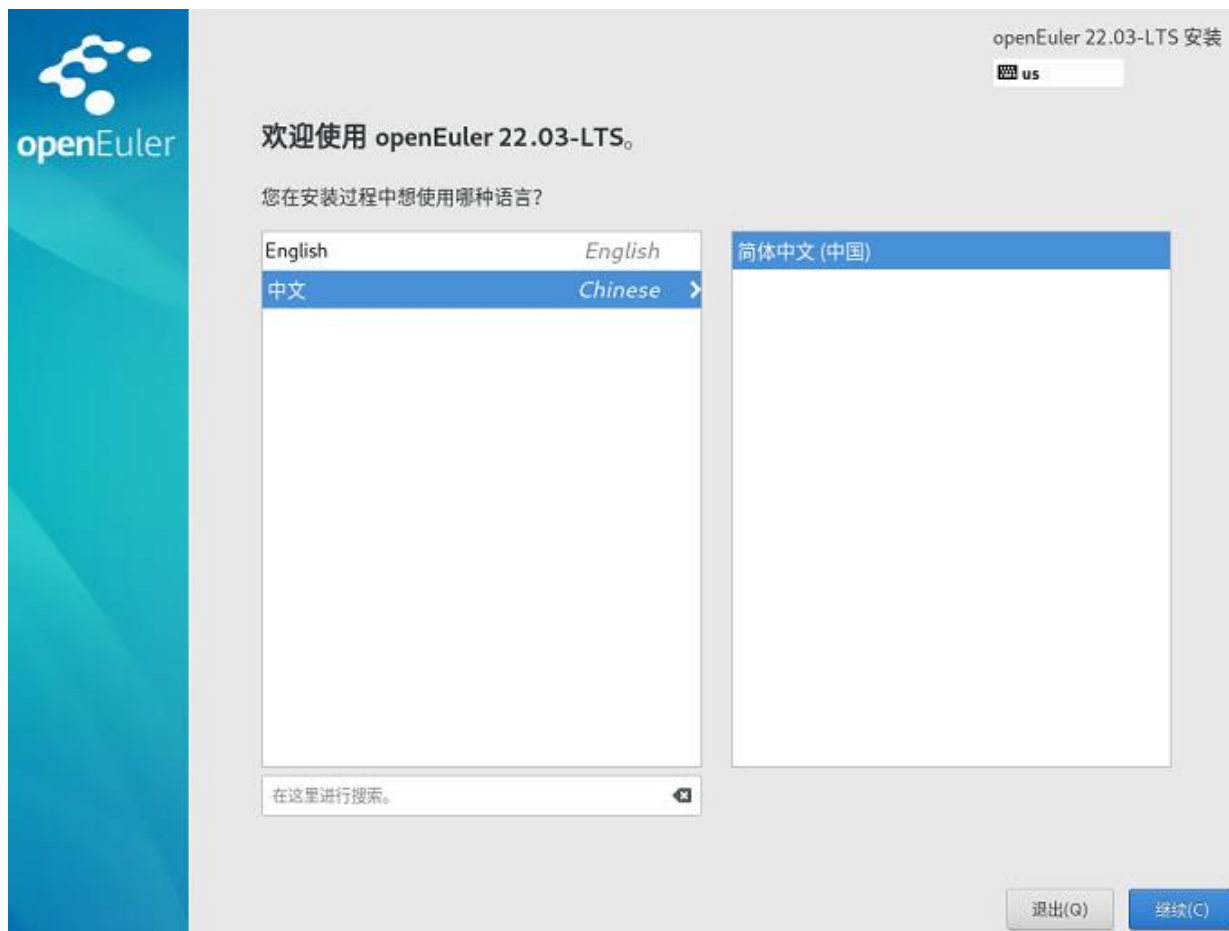 openEuler
openEuler 22.03-LTS 安装
us
欢迎使用 openEuler 22.03-LTS。
您在安装过程中想使用哪种语言?
English English
中文 Chinese
简体中文 (中国)
在这里进行搜索。
退出(Q) 继续(C)